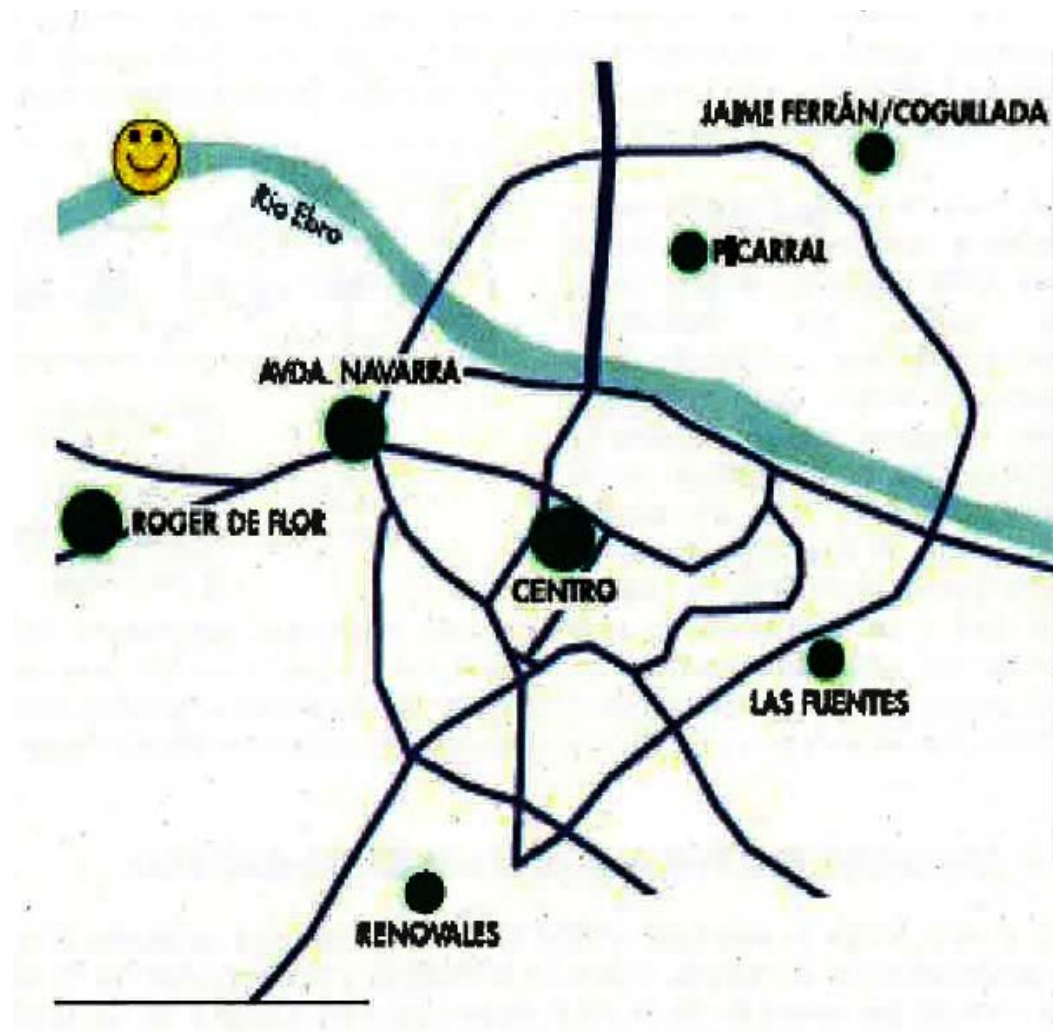 JAIME FERRÁN/COGULLADA
Río Ebro
PICARRAL
AVDA. NAVARRA
ROGER DE FLOR
CENTRO
LAS FUENTES
RENOVALES